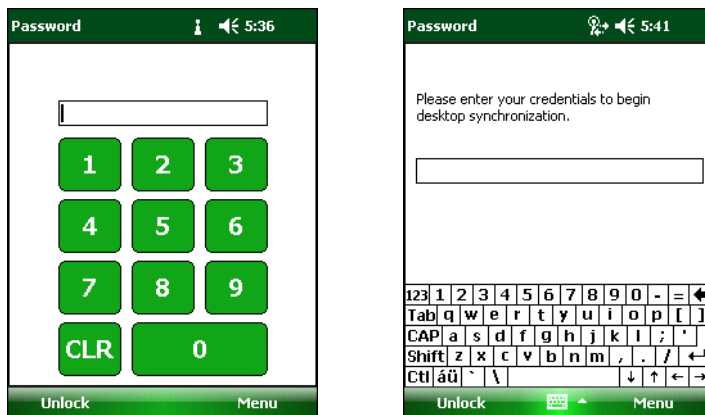 Password 5:36
1 2 3
4 5 6
7 8 9
CLR 0
Unlock Menu
Password 5:41
Please enter your credentials to begin
desktop synchronization.
123 1 2 3 4 5 6 7 8 9 0 - = 
Tab q w e r t y u i o p [ ]
CAP a s d f g h j k l ; '
Shift z x c v b n m , . / ↵
Ctl áü ` \ ↓ ↑ ← →
Unlock Menu